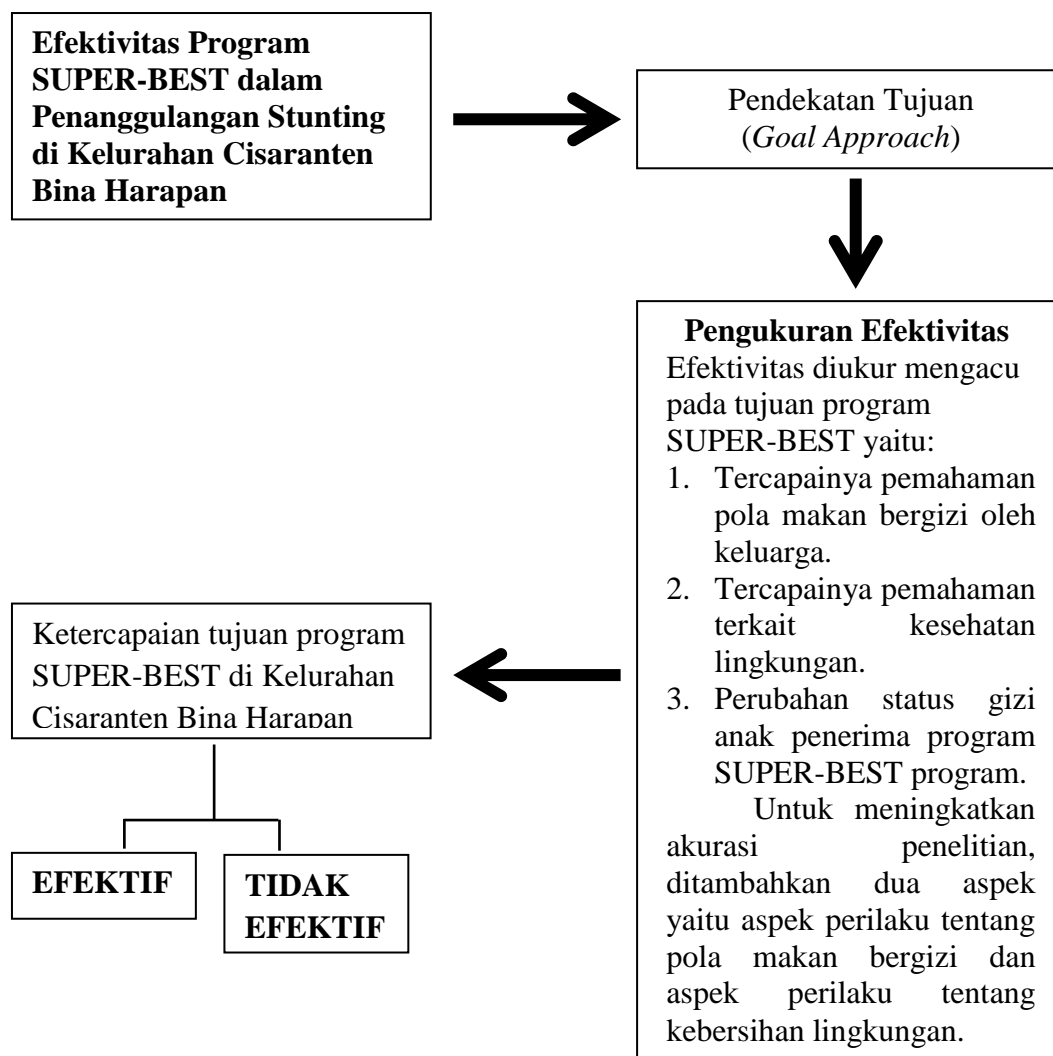 Efektivitas Program
SUPER-BEST dalam
Penanggulangan Stunting
di Kelurahan Cisaranten
Bina Harapan
Pendekatan Tujuan
(Goal Approach)
Pengukuran Efektivitas
Efektivitas diukur mengacu
pada tujuan program
SUPER-BEST yaitu:
1. Tercapainya pemahaman
pola makan bergizi oleh
keluarga.
2. Tercapainya pemahaman
terkait kesehatan
lingkungan.
3. Perubahan status gizi
anak penerima program
SUPER-BEST program.
Untuk meningkatkan
akurasi penelitian,
ditambahkan dua aspek
yaitu aspek perilaku tentang
pola makan bergizi dan
aspek perilaku tentang
kebersihan lingkungan.
Ketercapaian tujuan program
SUPER-BEST di Kelurahan
Cisaranten Bina Harapan
EFEKTIF
TIDAK
EFEKTIF